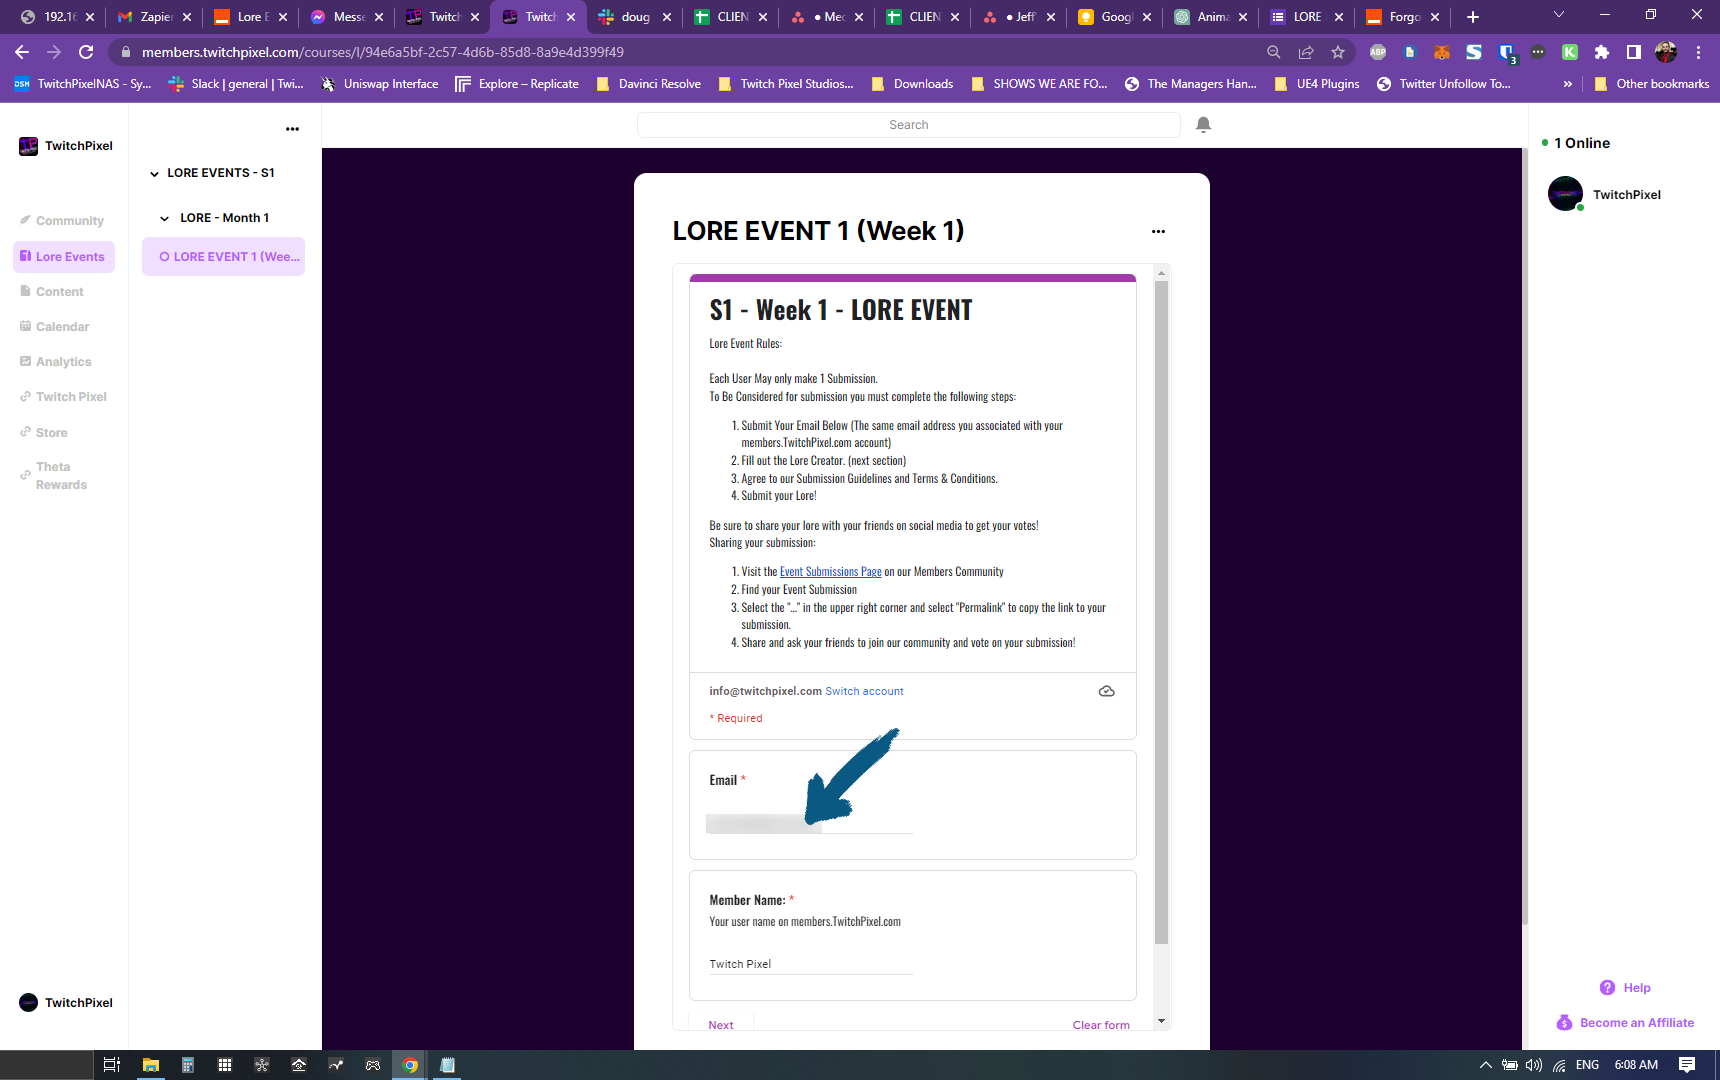 192.16
Zapier
Lore E
Messe
Twitch
Twitch
doug
CLIEN
Mec
CLIEN
Jeff
Googl
Anima
LORE
Forgo
members.twitchpixel.com/courses/l/94e6a5bf-2c57-4d6b-85d8-8a9e4d399f49
ABP
3
DSM TwitchPixelNAS - Sy...
Slack | general | Twi...
Uniswap Interface
Explore – Replicate
Davinci Resolve
Twitch Pixel Studios...
Downloads
SHOWS WE ARE FO...
The Managers Han...
UE4 Plugins
Twitter Unfollow To...
»
Other bookmarks
TwitchPixel
Community
Lore Events
Content
Calendar
Analytics
Twitch Pixel
Store
Theta
Rewards
TwitchPixel
...
LORE EVENTS - S1
LORE - Month 1
LORE EVENT 1 (Wee...
Search
LORE EVENT 1 (Week 1)
...
S1 - Week 1 - LORE EVENT
Lore Event Rules:
Each User May only make 1 Submission.
To Be Considered for submission you must complete the following steps:
1. Submit Your Email Below (The same email address you associated with your
members.TwitchPixel.com account)
2. Fill out the Lore Creator. (next section)
3. Agree to our Submission Guidelines and Terms & Conditions.
4. Submit your Lore!
Be sure to share your lore with your friends on social media to get your votes!
Sharing your submission:
1. Visit the Event Submissions Page on our Members Community
2. Find your Event Submission
3. Select the "..." in the upper right corner and select "Permalink" to copy the link to your
submission.
4. Share and ask your friends to join our community and vote on your submission!
info@twitchpixel.com Switch account
* Required
Email *
Member Name: *
Your user name on members.TwitchPixel.com
Twitch Pixel
Next
Clear form
1 Online
TwitchPixel
Help
Become an Affiliate
ENG
6:08 AM